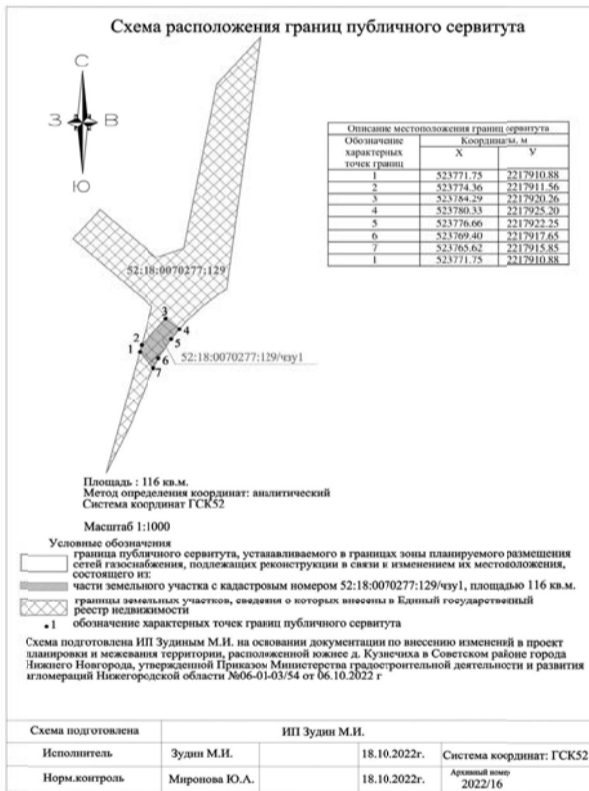 Схема расположения границ публичного сервитута
С
З В
Ю
Описание местоположения границ сервитута
Обозначение характерных точек границ Координаты, м
X У
1 523771.75 2217910.88
2 523774.36 2217911.56
3 523784.29 2217920.26
4 523780.33 2217925.20
5 523776.66 2217922.25
6 523769.40 2217917.65
7 523765.62 2217915.85
1 523771.75 2217910.88
52:18:0070277:129
3
4
2
5
1
6
52:18:0070277:129/чзу1
7
Площадь : 116 кв.м.
Метод определения координат: аналитический
Система координат ГСК52
Масштаб 1:1000
Условные обозначения
граница публичного сервитута, устанавливаемого в границах зоны планируемого размещения
сетей газоснабжения, подлежащих реконструкции в связи с изменением их местоположения,
состоящего из:
части земельного участка с кадастровым номером 52:18:0070277:129/чзу1, площадью 116 кв.м.
границы земельных участков, сведения о которых внесены в Единый государственный
реестр недвижимости
•1 обозначение характерных точек границ публичного сервитута
Схема подготовлена ИП Зудиным М.И. на основании документации по внесению изменений в проект
планировки и межевания территории, расположенной южнее д. Кузнечиха в Советском районе города
Нижнего Новгорода, утвержденной Приказом Министерства градостроительной деятельности и развития
агломераций Нижегородской области №06-01-03/54 от 06.10.2022 г
Схема подготовлена ИП Зудин М.И.
Исполнитель Зудин М.И. 18.10.2022г. Система координат: ГСК52
Норм.контроль Миронова Ю.А. 18.10.2022г. Архивный номер
2022/16